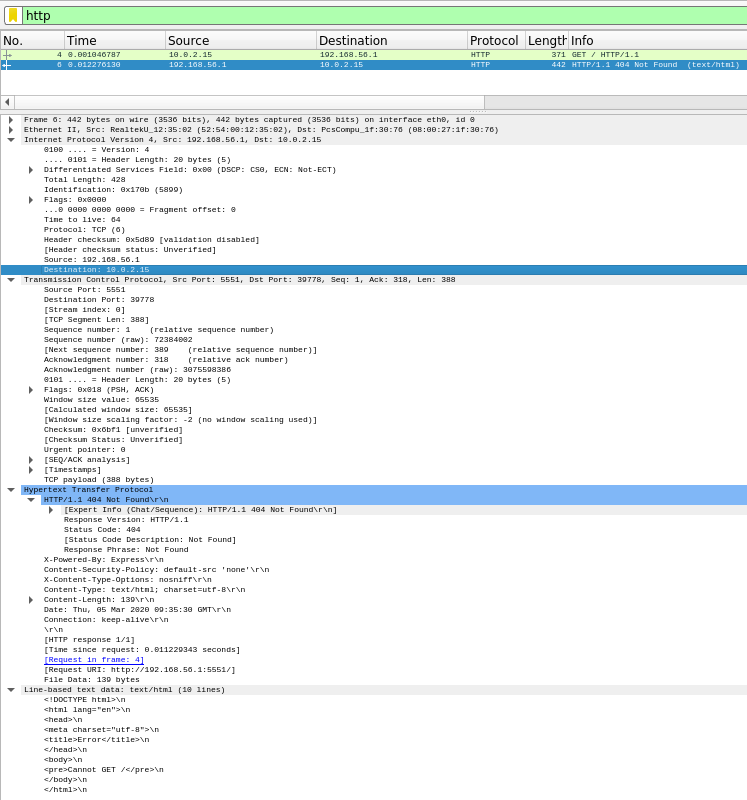 http
No. Time Source Destination Protocol Length Info
4 0.001046787 10.0.2.15 192.168.56.1 HTTP 371 GET / HTTP/1.1
6 0.012276130 192.168.56.1 10.0.2.15 HTTP 442 HTTP/1.1 404 Not Found (text/html)
Frame 6: 442 bytes on wire (3536 bits), 442 bytes captured (3536 bits) on interface eth0, id 0
Ethernet II, Src: RealtekU_12:35:02 (52:54:00:12:35:02), Dst: PcsCompu_1f:30:76 (08:00:27:1f:30:76)
Internet Protocol Version 4, Src: 192.168.56.1, Dst: 10.0.2.15
0100 .... = Version: 4
.... 0101 = Header Length: 20 bytes (5)
Differentiated Services Field: 0x00 (DSCP: CS0, ECN: Not-ECT)
Total Length: 428
Identification: 0x170b (5899)
Flags: 0x0000
...0 0000 0000 0000 = Fragment offset: 0
Time to live: 64
Protocol: TCP (6)
Header checksum: 0x5d89 [validation disabled]
[Header checksum status: Unverified]
Source: 192.168.56.1
Destination: 10.0.2.15
Transmission Control Protocol, Src Port: 5551, Dst Port: 39778, Seq: 1, Ack: 318, Len: 388
Source Port: 5551
Destination Port: 39778
[Stream index: 0]
[TCP Segment Len: 388]
Sequence number: 1 (relative sequence number)
Sequence number (raw): 72384002
[Next sequence number: 389 (relative sequence number)]
Acknowledgment number: 318 (relative ack number)
Acknowledgment number (raw): 3075598386
0101 .... = Header Length: 20 bytes (5)
Flags: 0x018 (PSH, ACK)
Window size value: 65535
[Calculated window size: 65535]
[Window size scaling factor: -2 (no window scaling used)]
Checksum: 0x6bf1 [unverified]
[Checksum Status: Unverified]
Urgent pointer: 0
[SEQ/ACK analysis]
[Timestamps]
TCP payload (388 bytes)
Hypertext Transfer Protocol
HTTP/1.1 404 Not Found\r\n
[Expert Info (Chat/Sequence): HTTP/1.1 404 Not Found\r\n]
Response Version: HTTP/1.1
Status Code: 404
[Status Code Description: Not Found]
Response Phrase: Not Found
X-Powered-By: Express\r\n
Content-Security-Policy: default-src 'none'\r\n
X-Content-Type-Options: nosniff\r\n
Content-Type: text/html; charset=utf-8\r\n
Content-Length: 139\r\n
Date: Thu, 05 Mar 2020 09:35:30 GMT\r\n
Connection: keep-alive\r\n
\r\n
[HTTP response 1/1]
[Time since request: 0.011229343 seconds]
[Request in frame: 4]
[Request URI: http://192.168.56.1:5551/]
File Data: 139 bytes
Line-based text data: text/html (10 lines)
<!DOCTYPE html>\n
<html lang="en">\n
<head>\n
<meta charset="utf-8">\n
<title>Error</title>\n
</head>\n
<body>\n
<pre>Cannot GET /</pre>\n
</body>\n
</html>\n